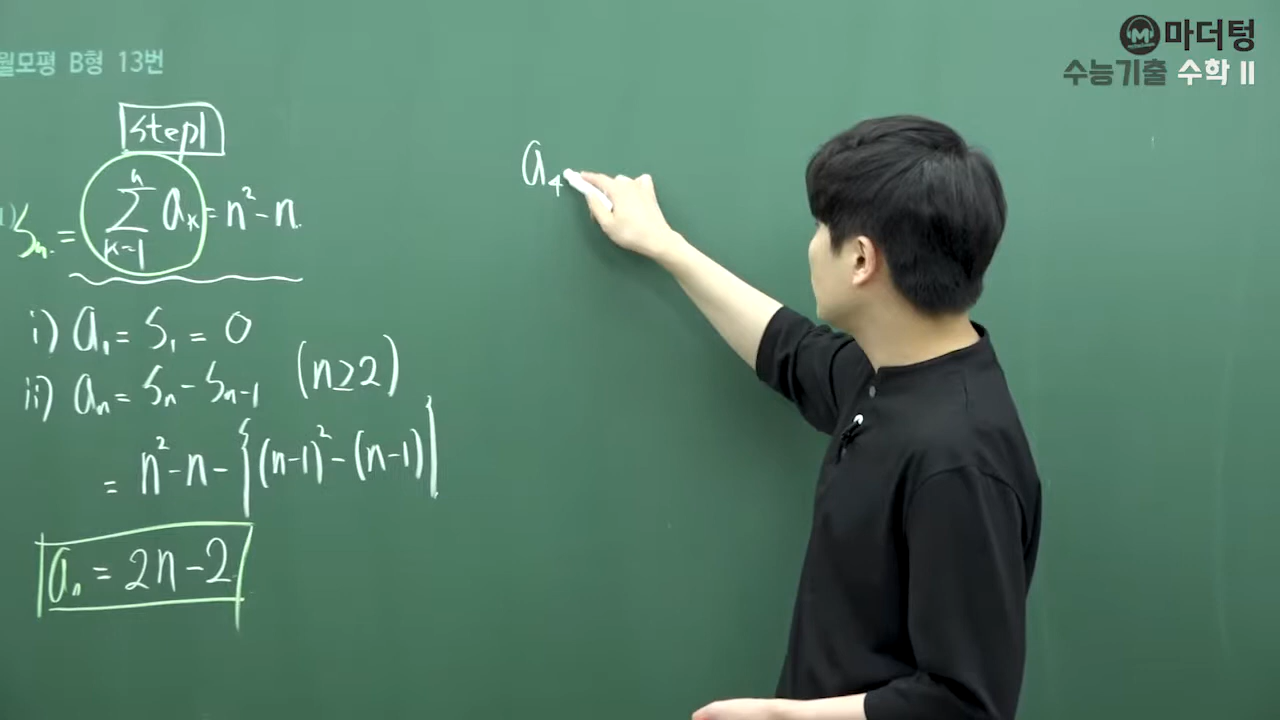 월모평 B형 13번
step1
1) Sₙ = ∑ₖ₌₁ⁿ aₖ = n² - n
i) a₁ = S₁ = 0
ii) aₙ = Sₙ - Sₙ₋₁ (n≥2)
= n² - n - {(n-1)² - (n-1)}
aₙ = 2n - 2
a₄
마더텅
수능기출 수학 II